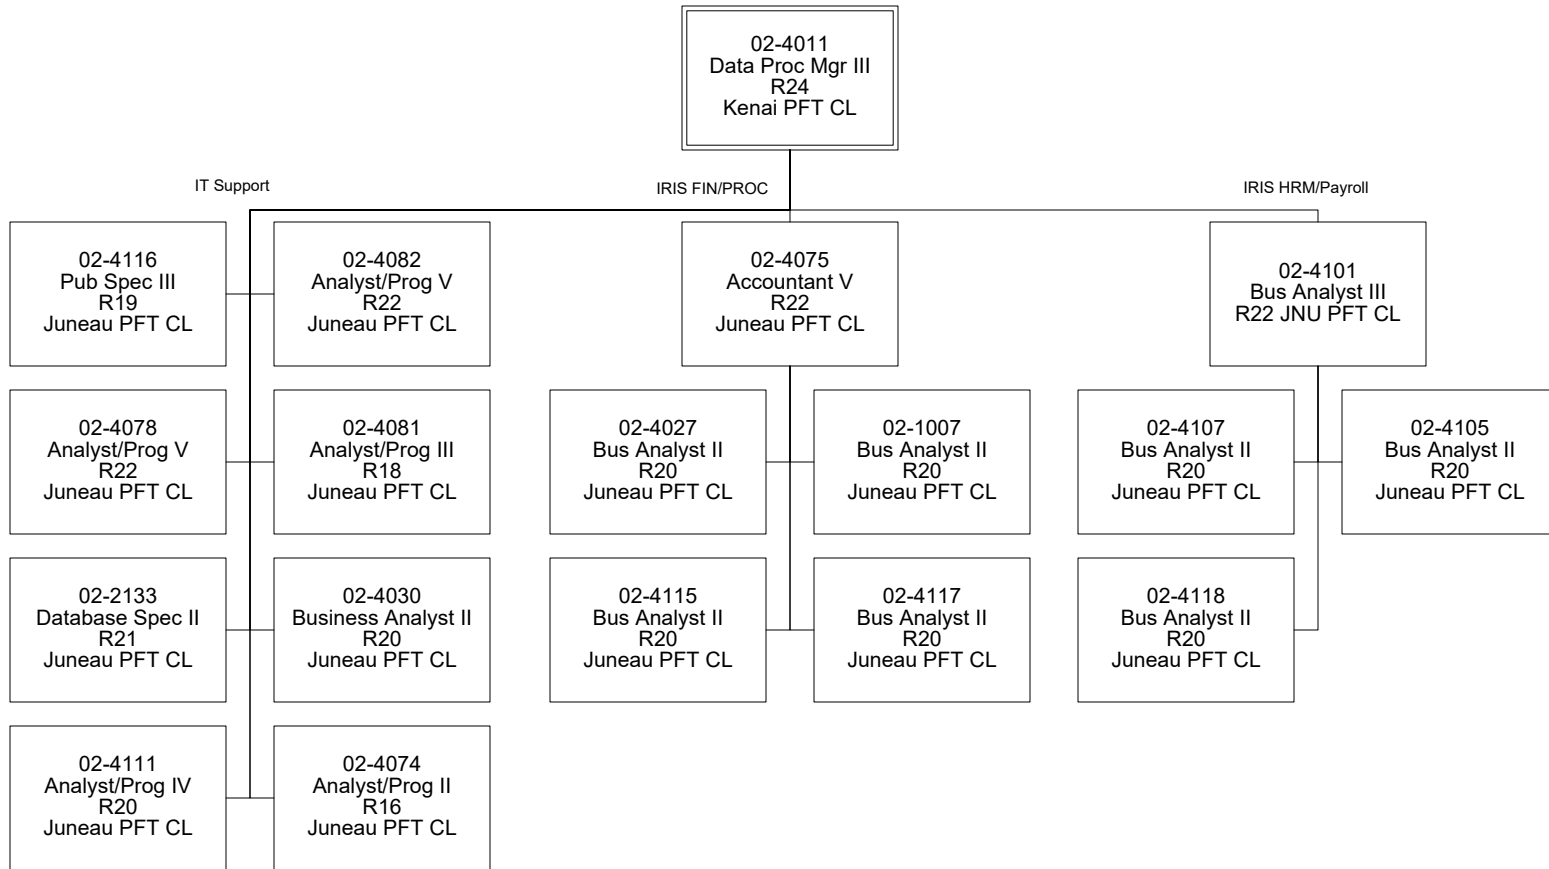 02-4011
Data Proc Mgr III
R24
Kenai PFT CL
IT Support
IRIS FIN/PROC
IRIS HRM/Payroll
02-4116
Pub Spec III
R19
Juneau PFT CL
02-4082
Analyst/Prog V
R22
Juneau PFT CL
02-4075
Accountant V
R22
Juneau PFT CL
02-4101
Bus Analyst III
R22 JNU PFT CL
02-4078
Analyst/Prog V
R22
Juneau PFT CL
02-4081
Analyst/Prog III
R18
Juneau PFT CL
02-4027
Bus Analyst II
R20
Juneau PFT CL
02-1007
Bus Analyst II
R20
Juneau PFT CL
02-4107
Bus Analyst II
R20
Juneau PFT CL
02-4105
Bus Analyst II
R20
Juneau PFT CL
02-2133
Database Spec II
R21
Juneau PFT CL
02-4030
Business Analyst II
R20
Juneau PFT CL
02-4115
Bus Analyst II
R20
Juneau PFT CL
02-4117
Bus Analyst II
R20
Juneau PFT CL
02-4118
Bus Analyst II
R20
Juneau PFT CL
02-4111
Analyst/Prog IV
R20
Juneau PFT CL
02-4074
Analyst/Prog II
R16
Juneau PFT CL